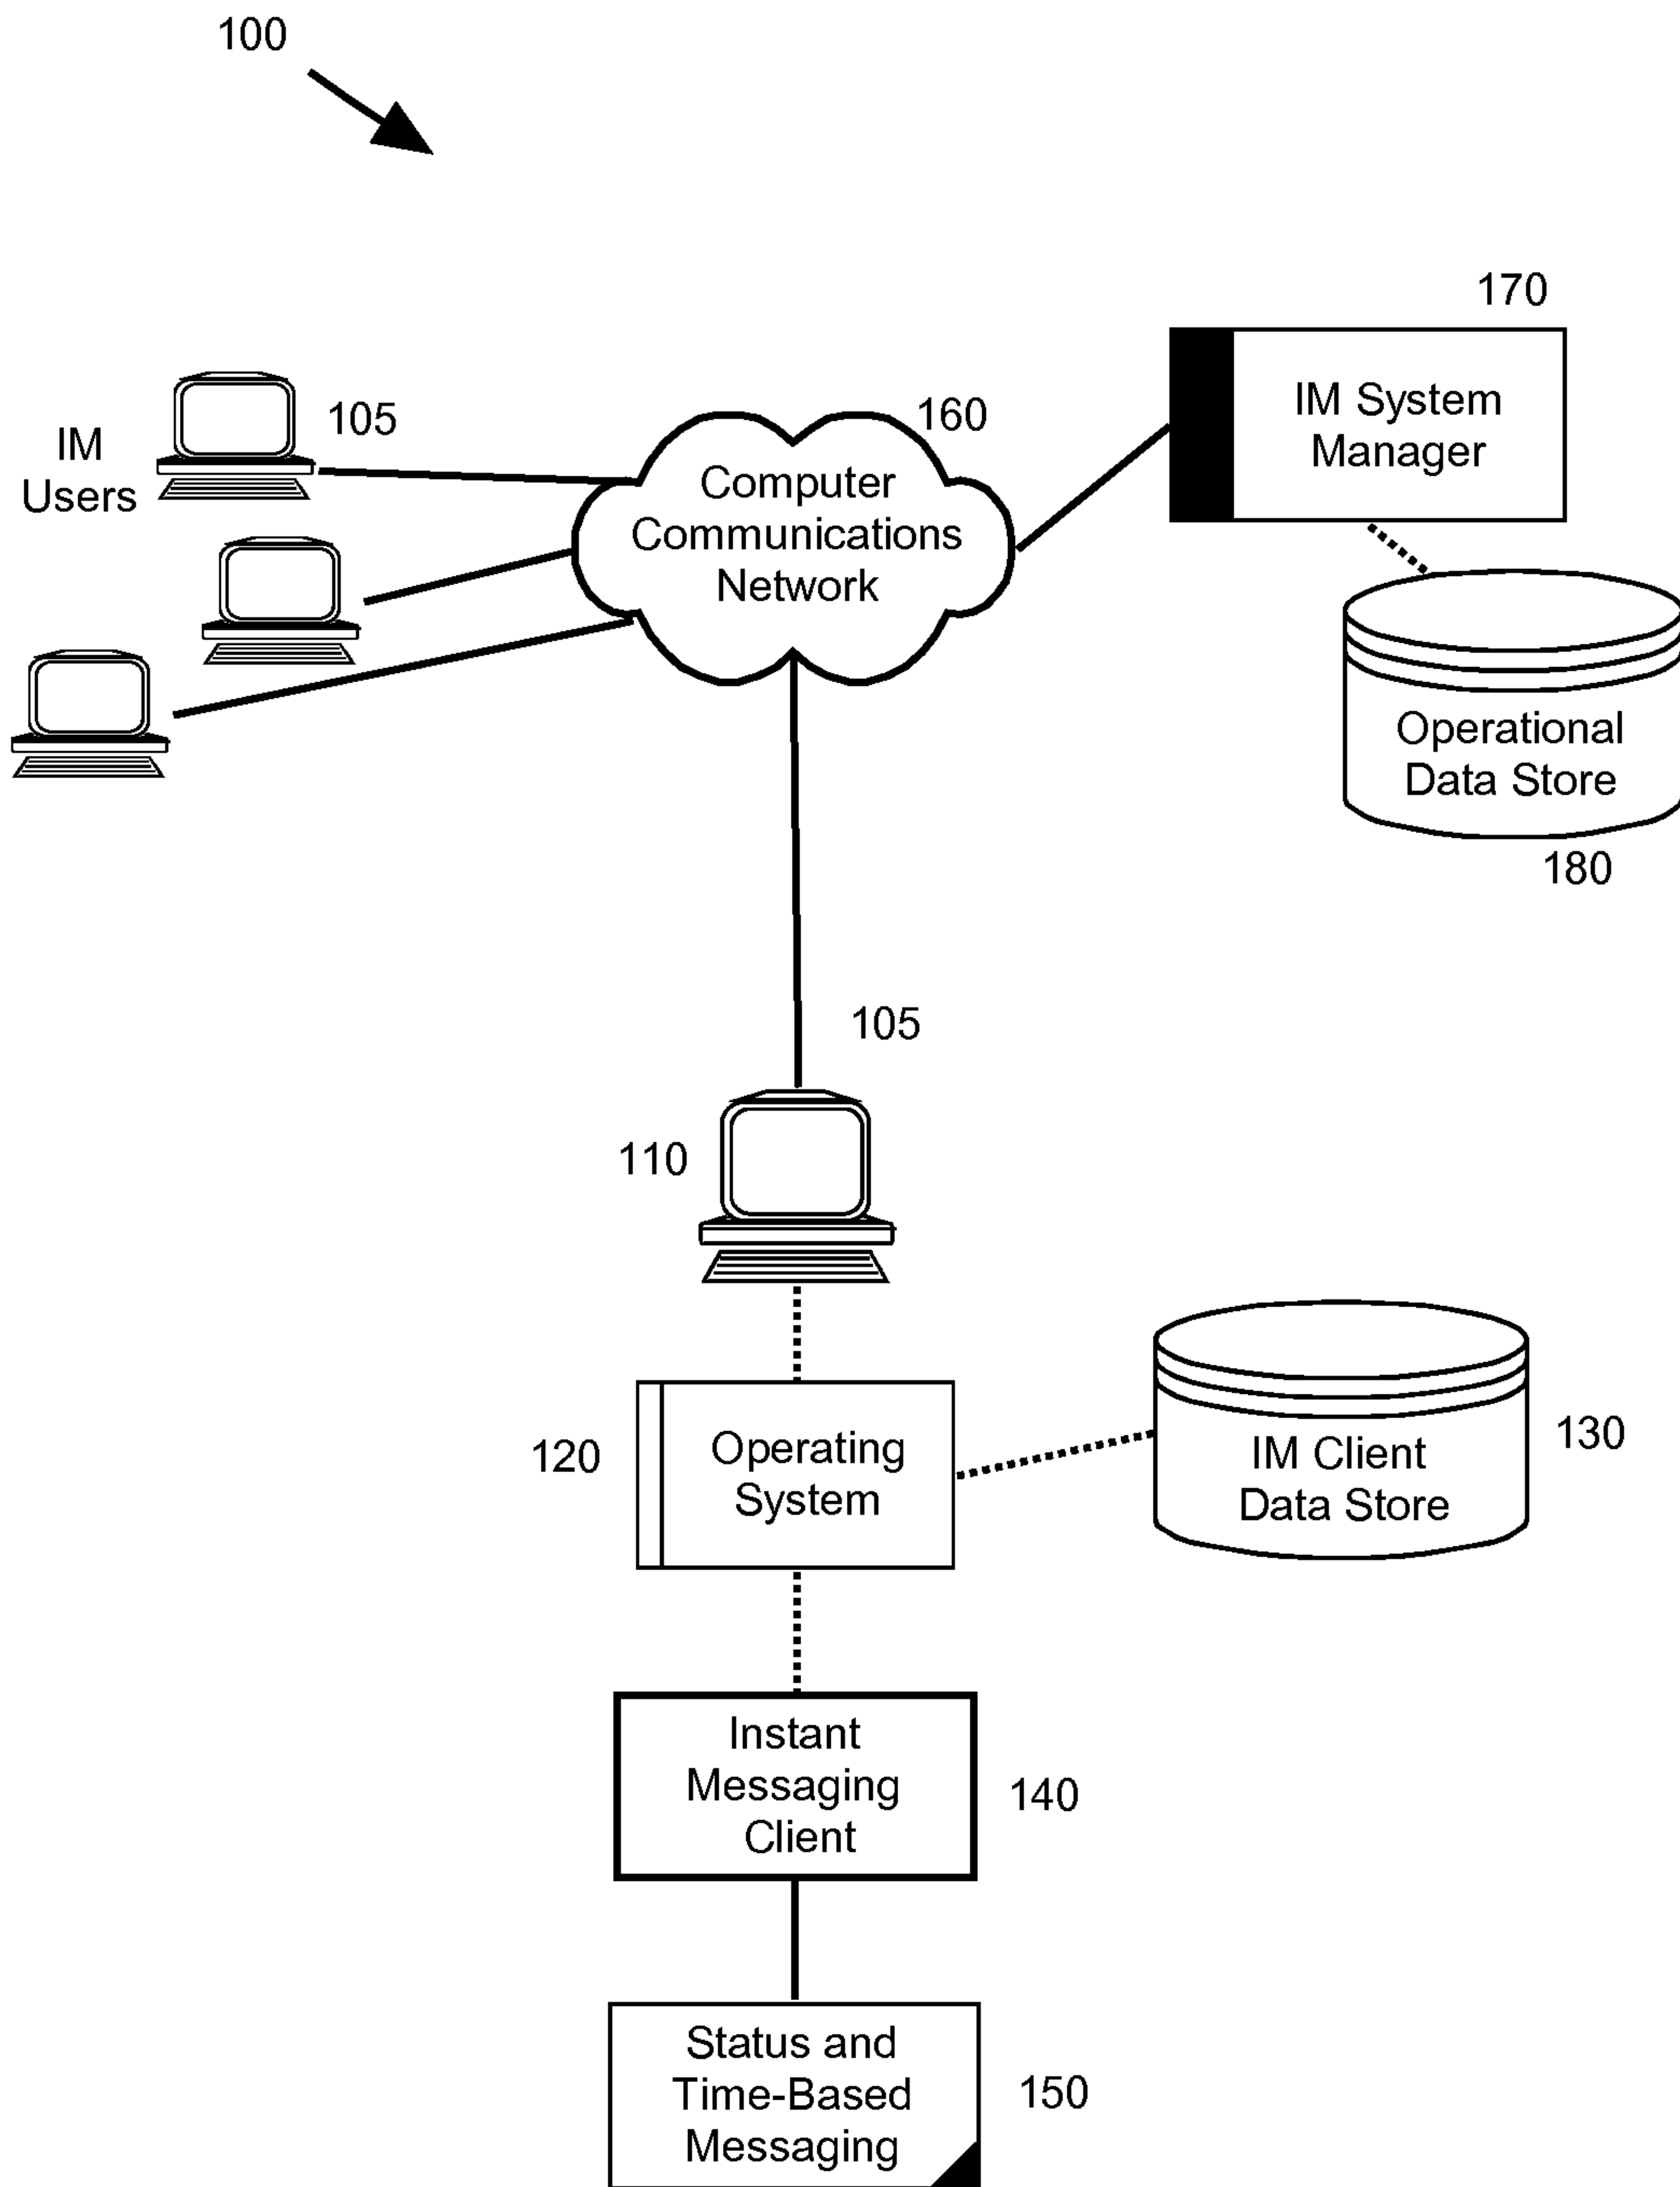 100
170
IM System
Manager
105
IM
Users
160
Computer
Communications
Network
Operational
Data Store
180
105
110
120
Operating
System
130
IM Client
Data Store
Instant
Messaging
Client
140
Status and
Time-Based
Messaging
150